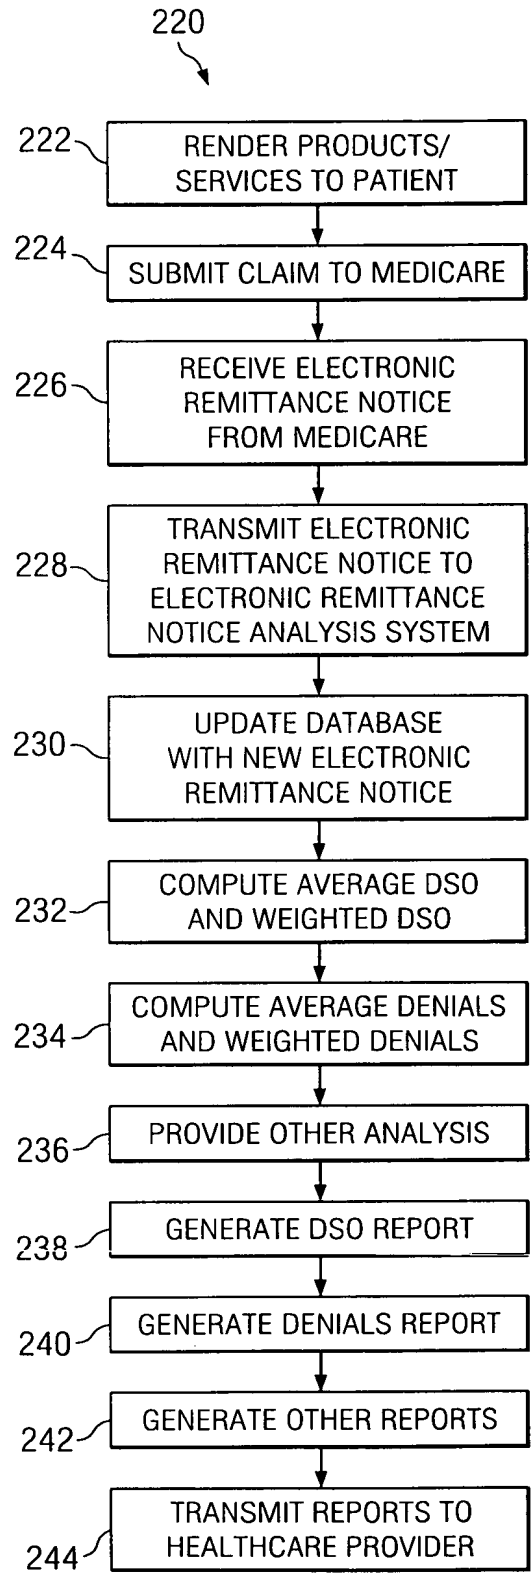 220
222
RENDER PRODUCTS/
SERVICES TO PATIENT
224
SUBMIT CLAIM TO MEDICARE
226
RECEIVE ELECTRONIC
REMITTANCE NOTICE
FROM MEDICARE
228
TRANSMIT ELECTRONIC
REMITTANCE NOTICE TO
ELECTRONIC REMITTANCE
NOTICE ANALYSIS SYSTEM
230
UPDATE DATABASE
WITH NEW ELECTRONIC
REMITTANCE NOTICE
232
COMPUTE AVERAGE DSO
AND WEIGHTED DSO
234
COMPUTE AVERAGE DENIALS
AND WEIGHTED DENIALS
236
PROVIDE OTHER ANALYSIS
238
GENERATE DSO REPORT
240
GENERATE DENIALS REPORT
242
GENERATE OTHER REPORTS
244
TRANSMIT REPORTS TO
HEALTHCARE PROVIDER